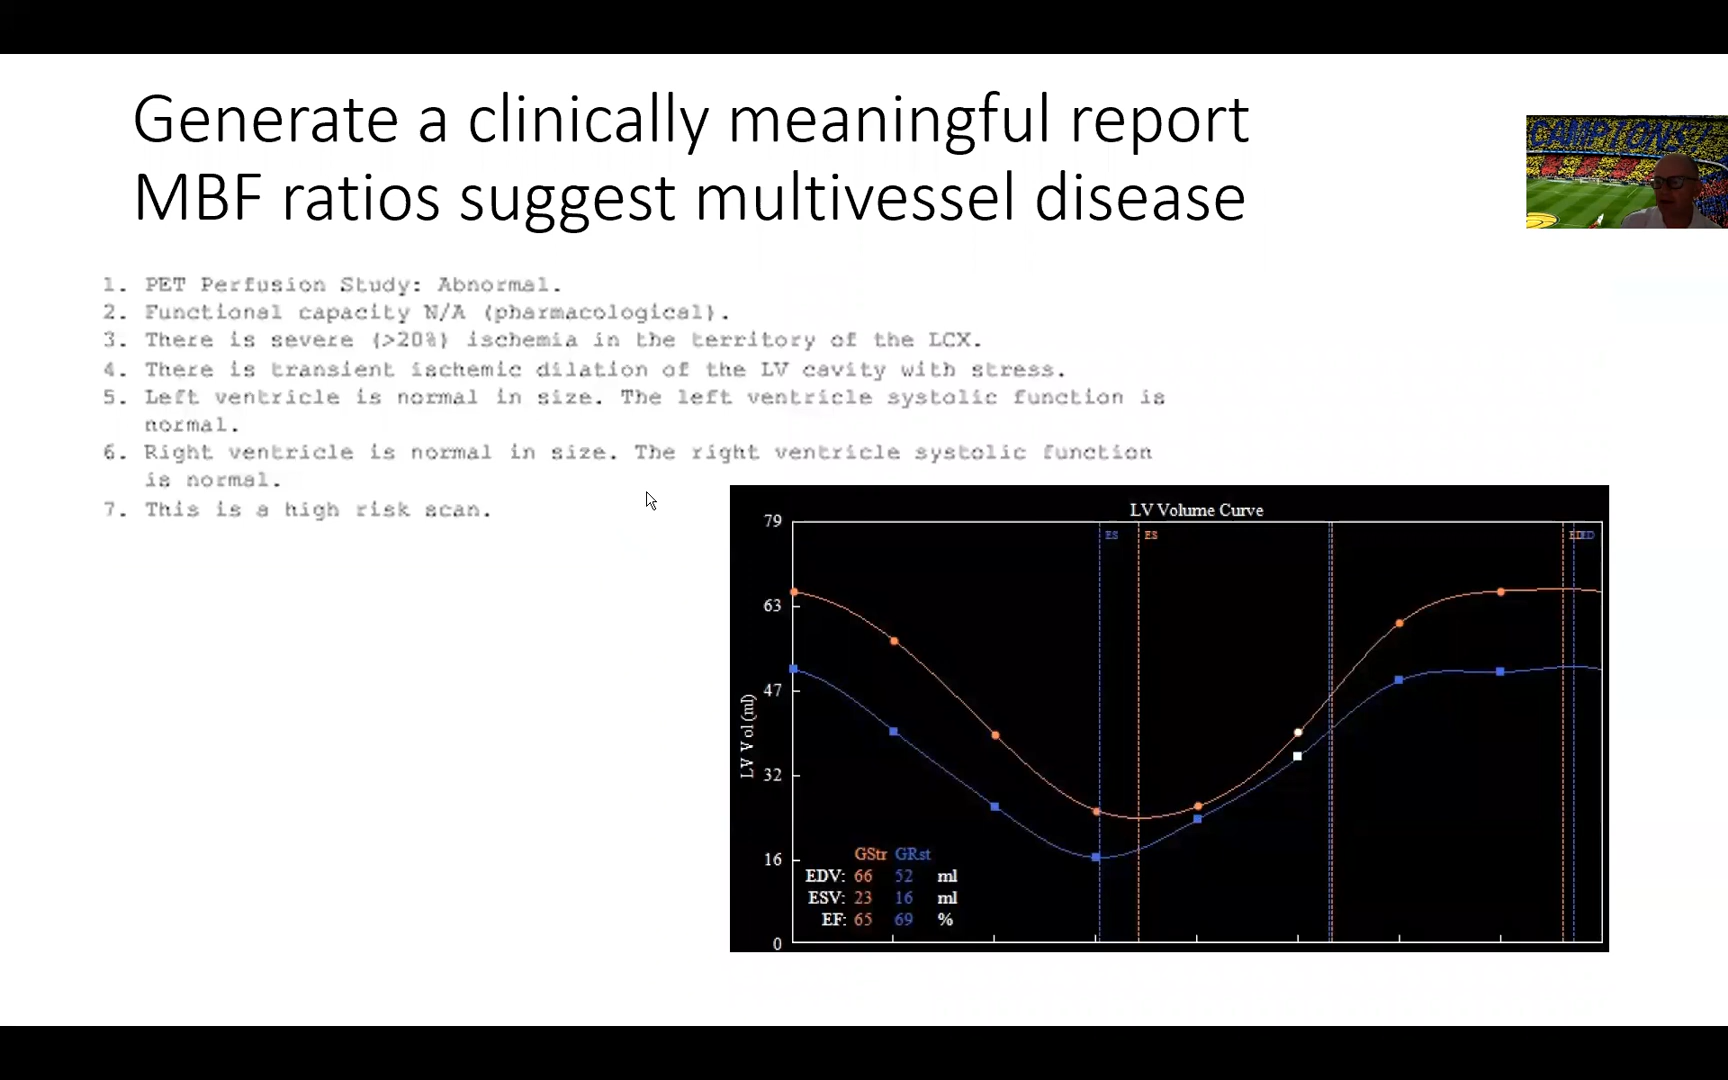 Generate a clinically meaningful report
MBF ratios suggest multivessel disease
CAMPIONS!
1. PET Perfusion Study: Abnormal.
2. Functional capacity N/A (pharmacological).
3. There is severe (>20%) ischemia in the territory of the LCX.
4. There is transient ischemic dilation of the LV cavity with stress.
5. Left ventricle is normal in size. The left ventricle systolic function is
normal.
6. Right ventricle is normal in size. The right ventricle systolic function
is normal.
7. This is a high risk scan.
LV Volume Curve
79
ES ES
ED
63
47
LV Vol (ml)
32
16
0
GStr GRst
EDV: 66 52 ml
ESV: 23 16 ml
EF: 65 69 %